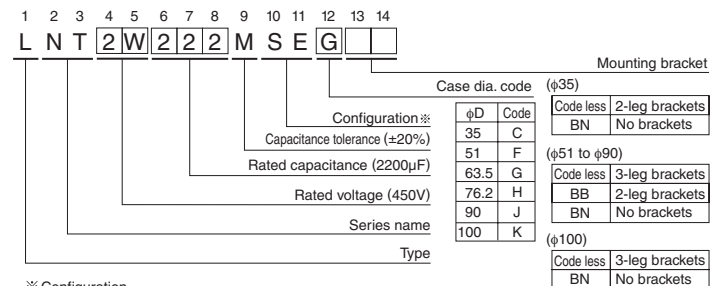 1 2 3 4 5 6 7 8 9 10 11 12 13 14
L N T 2 W 2 2 2 M S E G
Mounting bracket
Case dia. code
Configuration※
Capacitance tolerance (±20%)
Rated capacitance (2200µF)
Rated voltage (450V)
Series name
Type
φD Code
35 C
51 F
63.5 G
76.2 H
90 J
100 K
(φ35)
Code less 2-leg brackets
BN No brackets
(φ51 to φ90)
Code less 3-leg brackets
BB 2-leg brackets
BN No brackets
(φ100)
Code less 3-leg brackets
BN No brackets
※Configuration